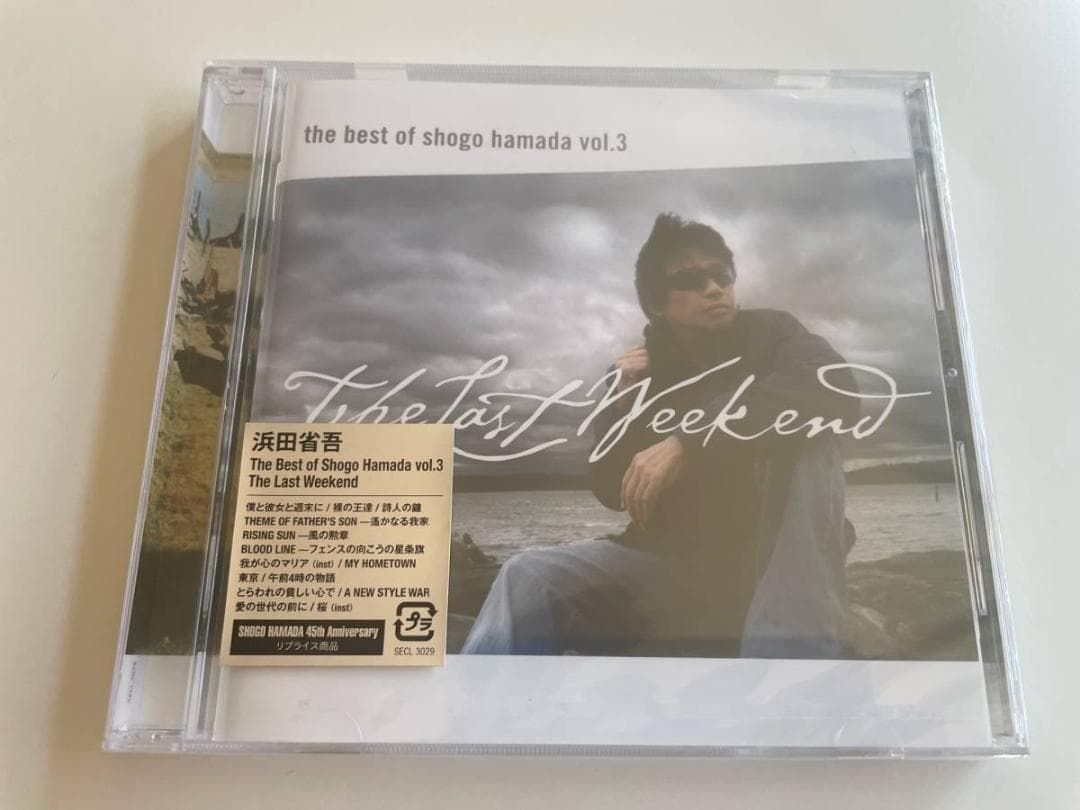 the best of shogo hamada vol.3
The Last Weekend
浜田省吾
The Best of Shogo Hamada vol.3
The Last Weekend
僕と彼女と週末に / 裸の王達 / 詩人の鐘
THEME OF FATHER'S SON —遙かなる我家
RISING SUN —風の勲章
BLOOD LINE —フェンスの向こうの星条旗
我が心のマリア (inst) / MY HOMETOWN
東京 / 午前4時の物語
とらわれの貧しい心で / A NEW STYLE WAR
愛の世代の前に / 桜 (inst)
SHOGO HAMADA 45th Anniversary
リプライス商品
プラ
SECL 3029